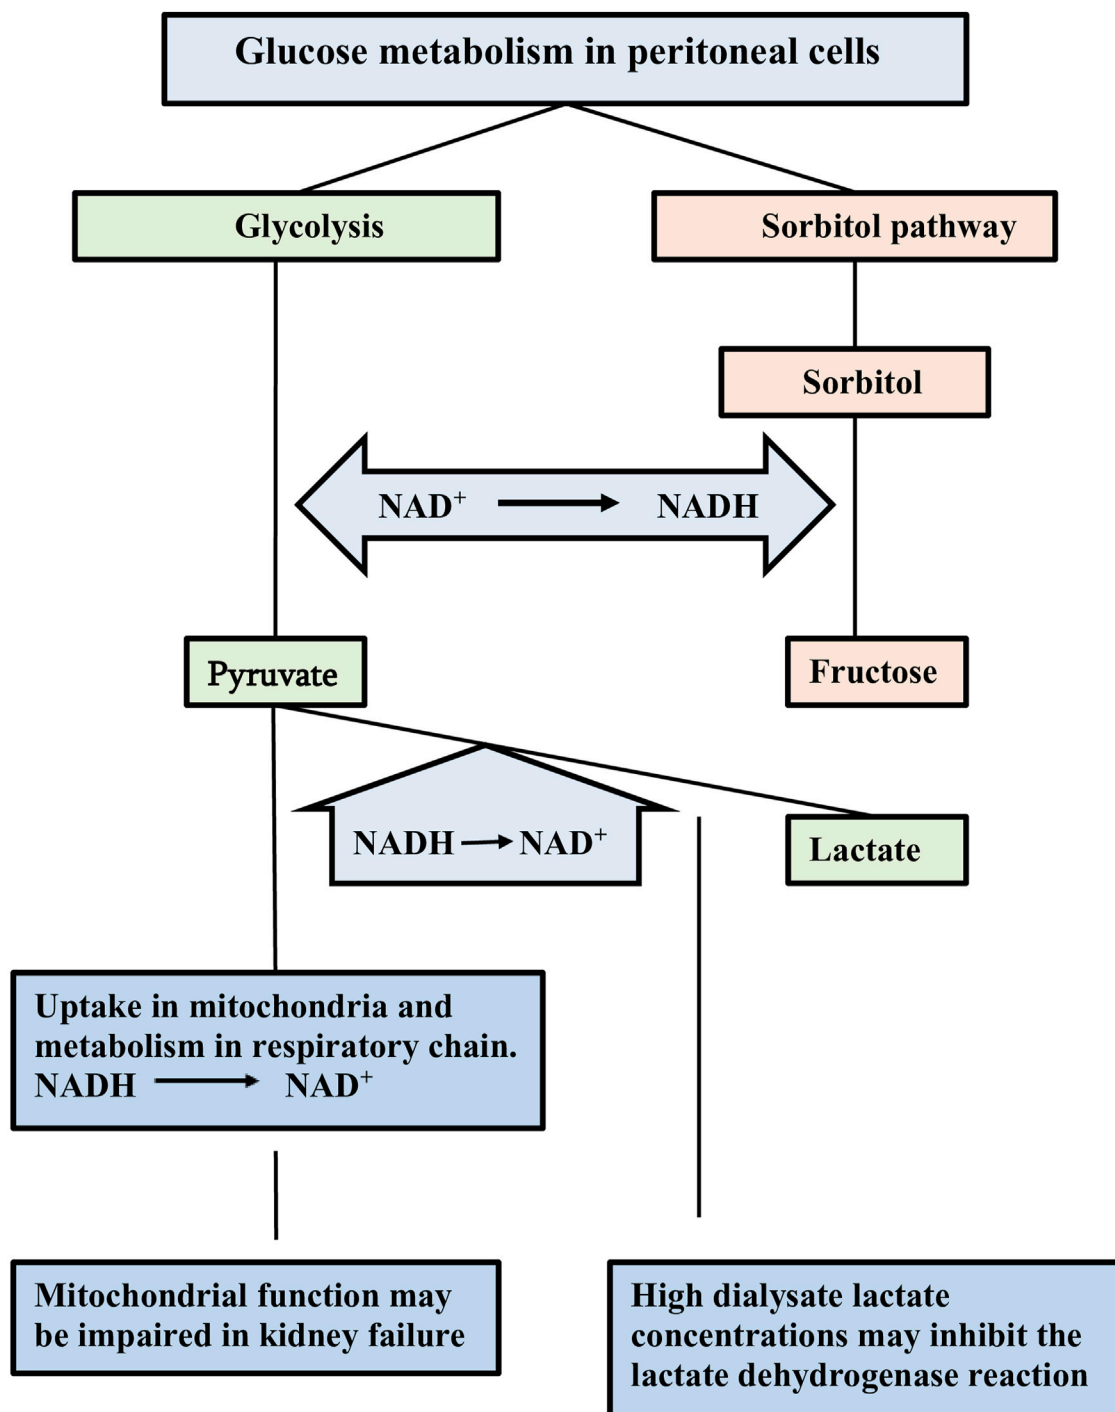 Glucose metabolism in peritoneal cells
Glycolysis
Sorbitol pathway
Sorbitol
NAD⁺ → NADH
Pyruvate
Fructose
NADH → NAD⁺
Lactate
Uptake in mitochondria and
metabolism in respiratory chain.
NADH → NAD⁺
Mitochondrial function may
be impaired in kidney failure
High dialysate lactate
concentrations may inhibit the
lactate dehydrogenase reaction